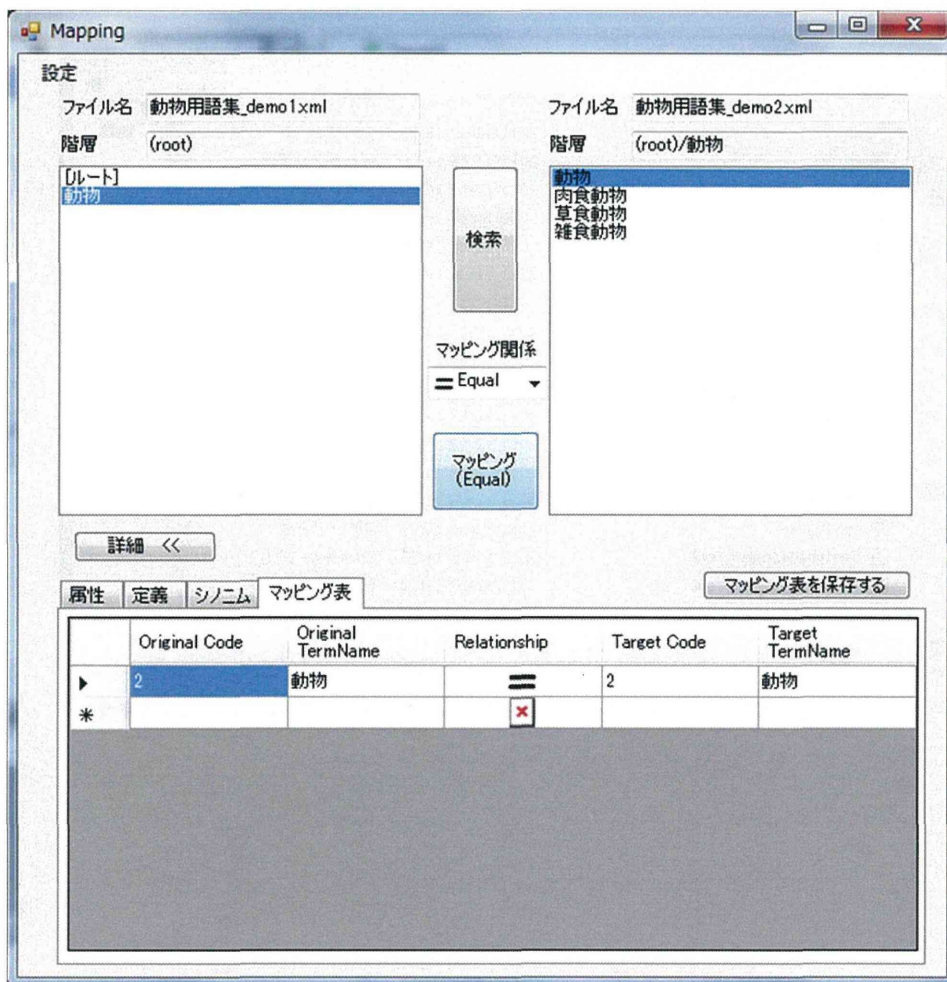 Mapping
設定
ファイル名 動物用語集_demo1xml
ファイル名 動物用語集_demo2xml
階層 (root)
階層 (root)/動物
[ルート]
動物
検索
マッピング関係
= Equal
マッピング
(Equal)
動物
肉食動物
草食動物
雑食動物
詳細 <<
属性 定義 シノニム マッピング表
マッピング表を保存する
Original Code Original TermName Relationship Target Code Target TermName
2 動物 = 2 動物